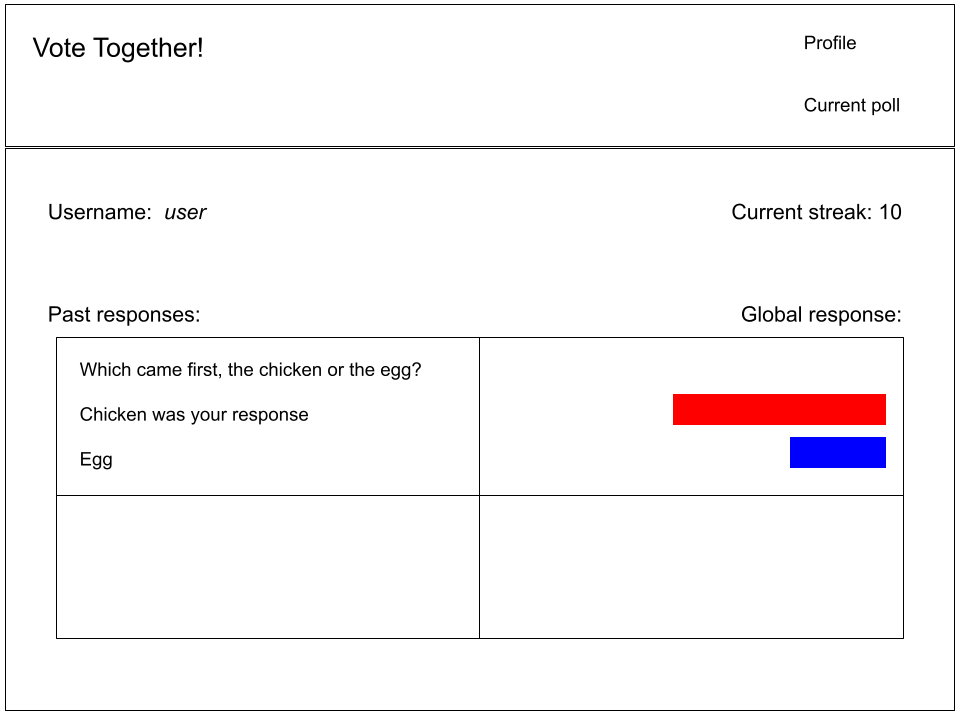 Vote Together!
Profile
Current poll
Username: user
Current streak: 10
Past responses:
Global response:
Which came first, the chicken or the egg?
Chicken was your response
Egg